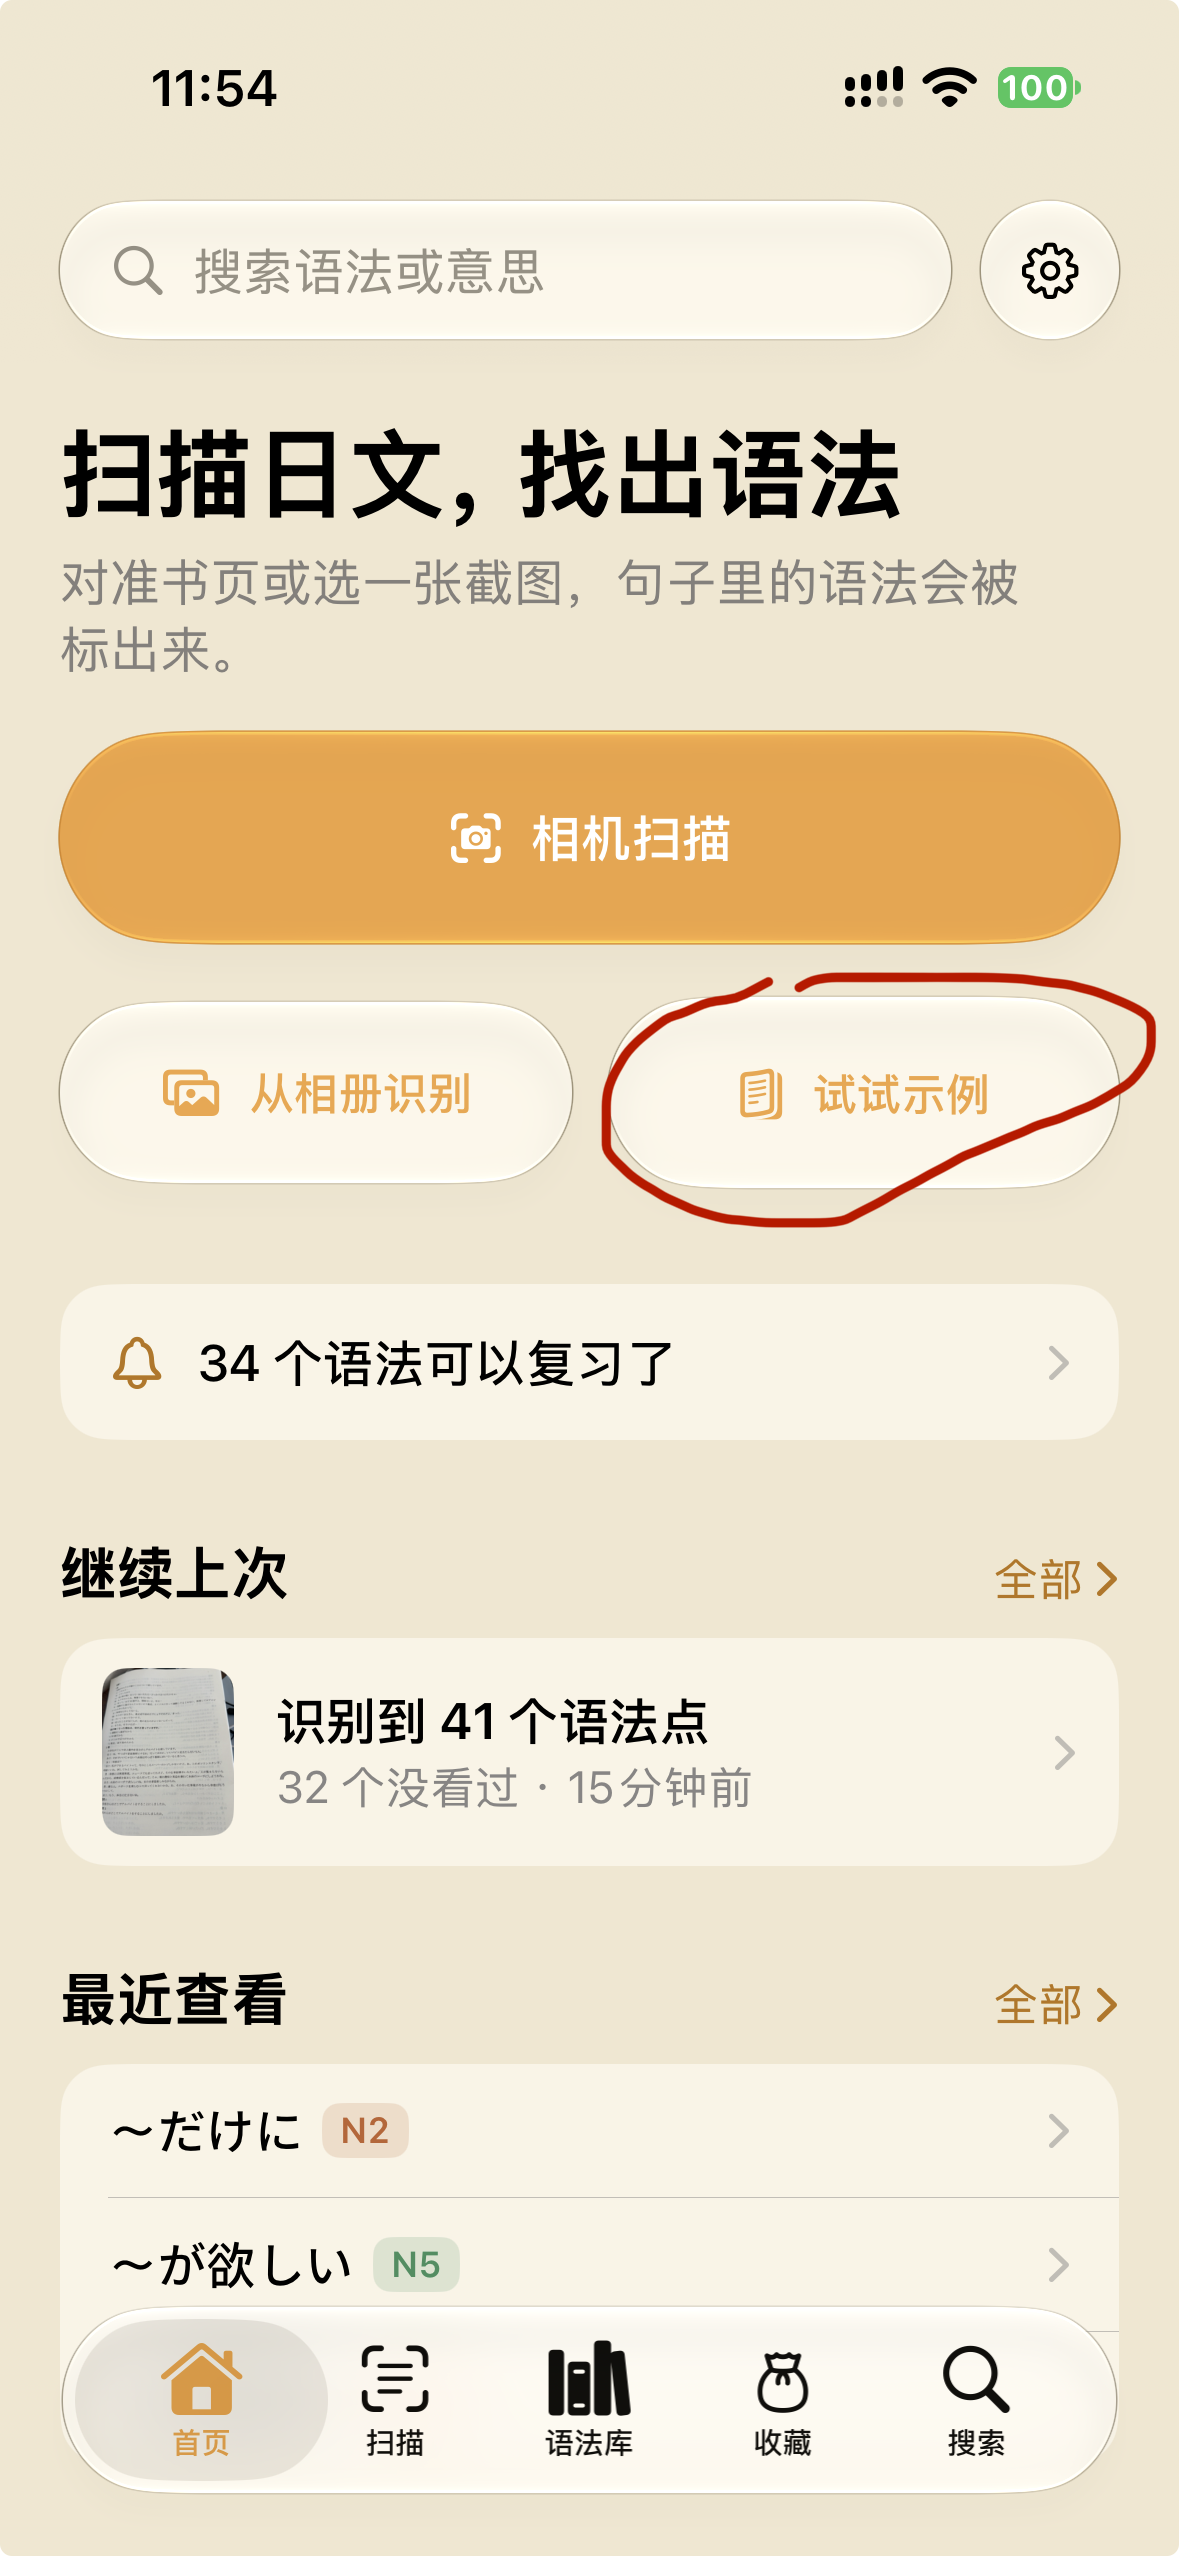 11:54
100
搜索语法或意思
扫描日文，找出语法
对准书页或选一张截图，句子里的语法会被
标出来。
相机扫描
从相册识别
试试示例
34 个语法可以复习了
继续上次
全部
识别到 41 个语法点
32 个没看过 · 15分钟前
最近查看
全部
～だけに N2
～が欲しい N5
首页
扫描
语法库
收藏
搜索